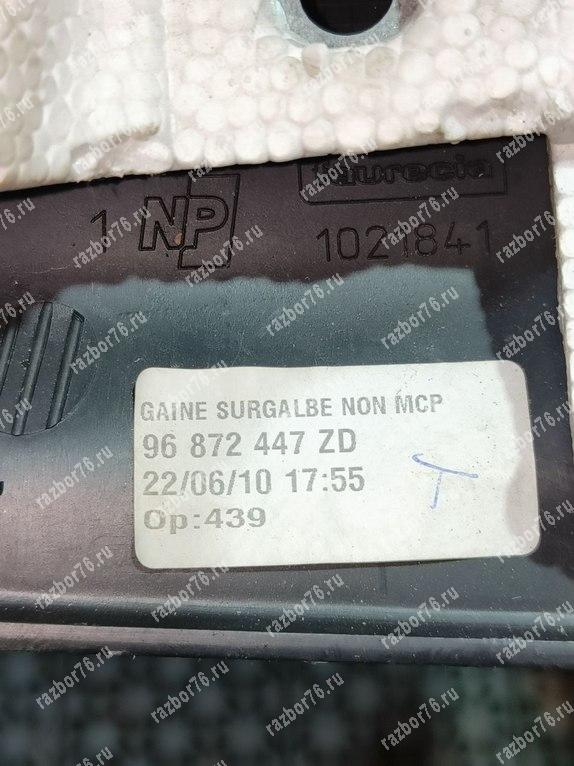 faurecia
1 NP
1021841
GAINE SURGALBE NON MCP
96 872 447 ZD
22/06/10 17:55
T
Op:439
razbor76.ru